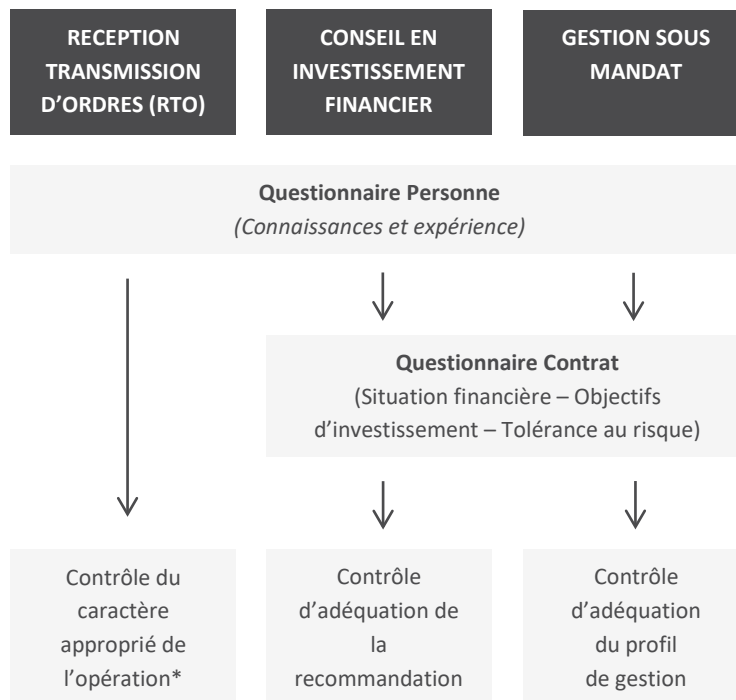 RECEPTION
TRANSMISSION
D'ORDRES (RTO)
CONSEIL EN
INVESTISSEMENT
FINANCIER
GESTION SOUS
MANDAT
Questionnaire Personne
(Connaissances et expérience)
Questionnaire Contrat
(Situation financière – Objectifs
d'investissement – Tolérance au risque)
Contrôle du
caractère
approprié de
l'opération*
Contrôle
d'adéquation de
la
recommandation
Contrôle
d'adéquation
du profil
de gestion